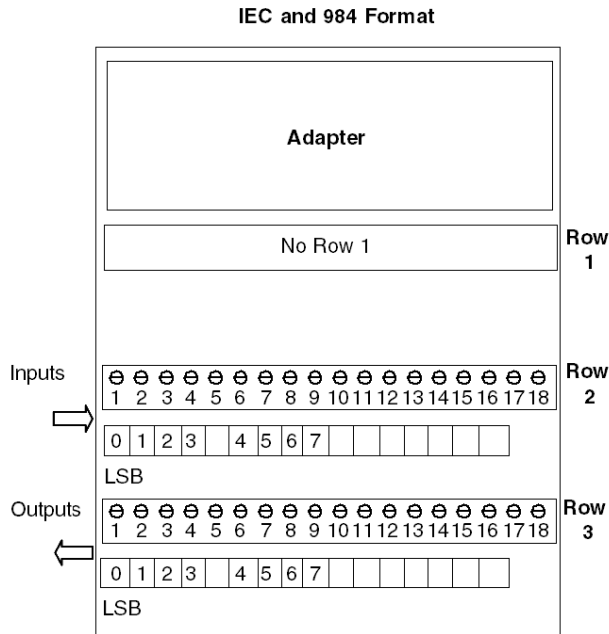 IEC and 984 Format
Adapter
No Row 1
Row
1
Inputs
Row
2
1 2 3 4 5 6 7 8 9 10 11 12 13 14 15 16 17 18
0 1 2 3 4 5 6 7
LSB
Outputs
Row
3
1 2 3 4 5 6 7 8 9 10 11 12 13 14 15 16 17 18
0 1 2 3 4 5 6 7
LSB